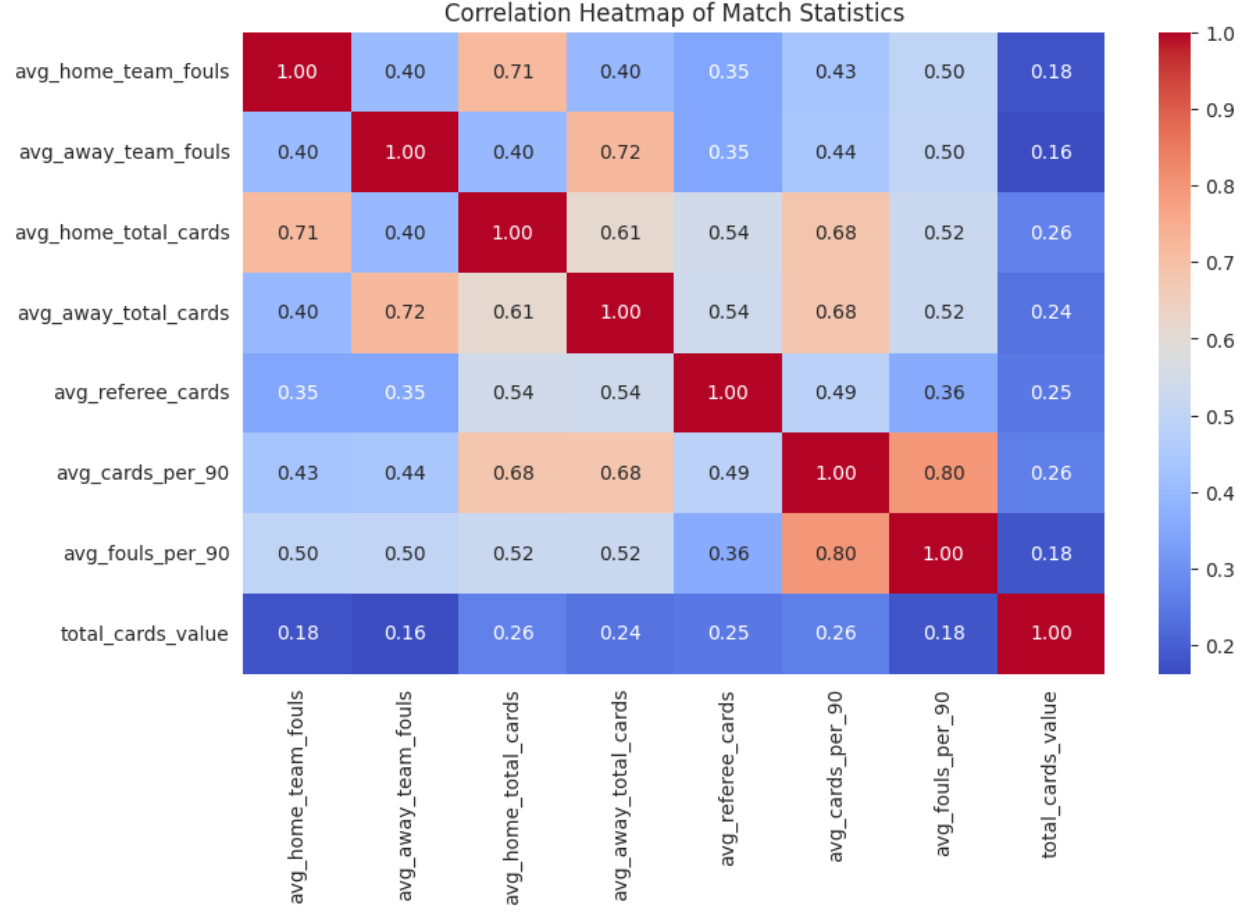 Correlation Heatmap of Match Statistics
avg_home_team_fouls 1.00 0.40 0.71 0.40 0.35 0.43 0.50 0.18
avg_away_team_fouls 0.40 1.00 0.40 0.72 0.35 0.44 0.50 0.16
avg_home_total_cards 0.71 0.40 1.00 0.61 0.54 0.68 0.52 0.26
avg_away_total_cards 0.40 0.72 0.61 1.00 0.54 0.68 0.52 0.24
avg_referee_cards 0.35 0.35 0.54 0.54 1.00 0.49 0.36 0.25
avg_cards_per_90 0.43 0.44 0.68 0.68 0.49 1.00 0.80 0.26
avg_fouls_per_90 0.50 0.50 0.52 0.52 0.36 0.80 1.00 0.18
total_cards_value 0.18 0.16 0.26 0.24 0.25 0.26 0.18 1.00
avg_home_team_fouls
avg_away_team_fouls
avg_home_total_cards
avg_away_total_cards
avg_referee_cards
avg_cards_per_90
avg_fouls_per_90
total_cards_value
1.0
0.9
0.8
0.7
0.6
0.5
0.4
0.3
0.2